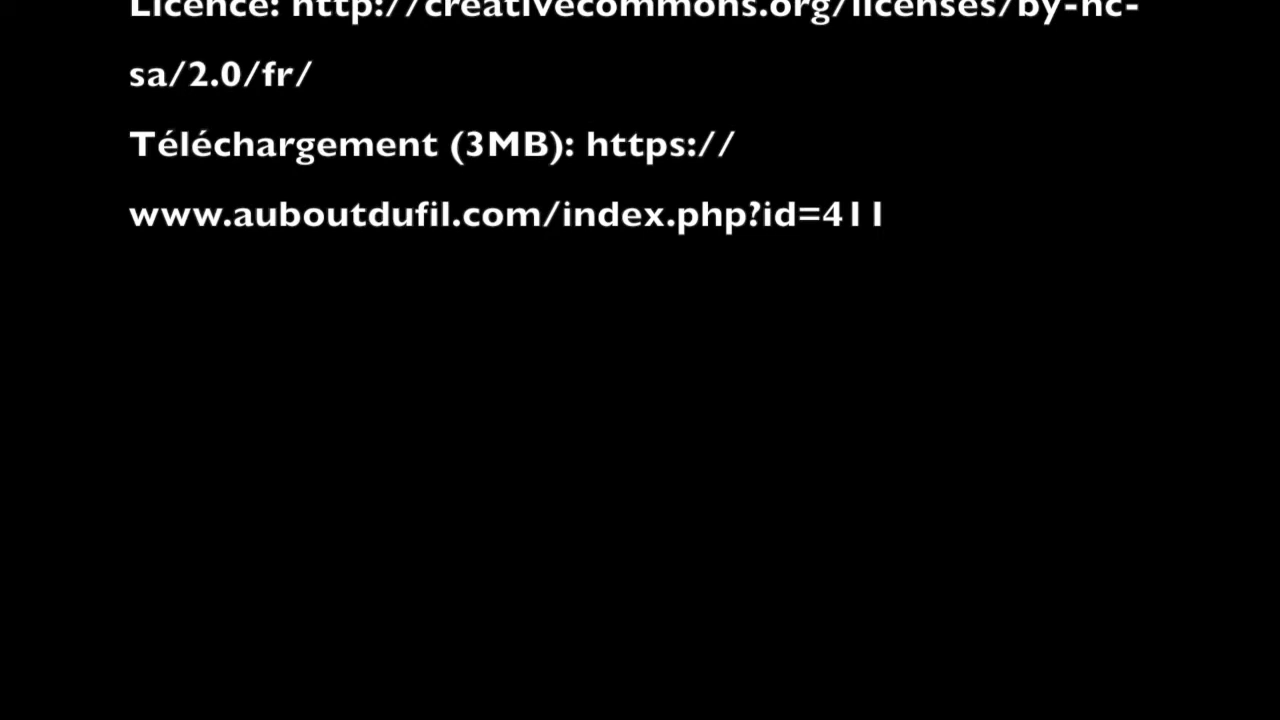 Licence: http://creativecommons.org/licenses/by-nc-
sa/2.0/fr/
Téléchargement (3MB): https://
www.auboutdufil.com/index.php?id=411